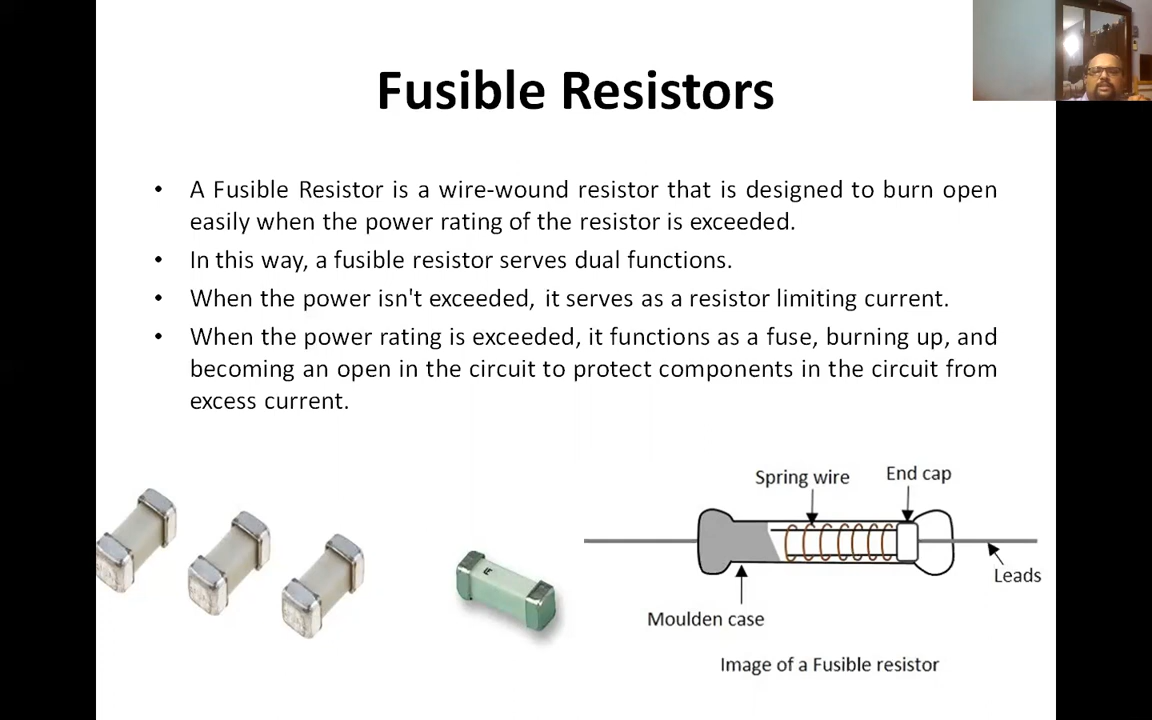 Fusible Resistors
• A Fusible Resistor is a wire-wound resistor that is designed to burn open
easily when the power rating of the resistor is exceeded.
• In this way, a fusible resistor serves dual functions.
• When the power isn't exceeded, it serves as a resistor limiting current.
• When the power rating is exceeded, it functions as a fuse, burning up, and
becoming an open in the circuit to protect components in the circuit from
excess current.
Spring wire
End cap
Leads
Moulden case
Image of a Fusible resistor